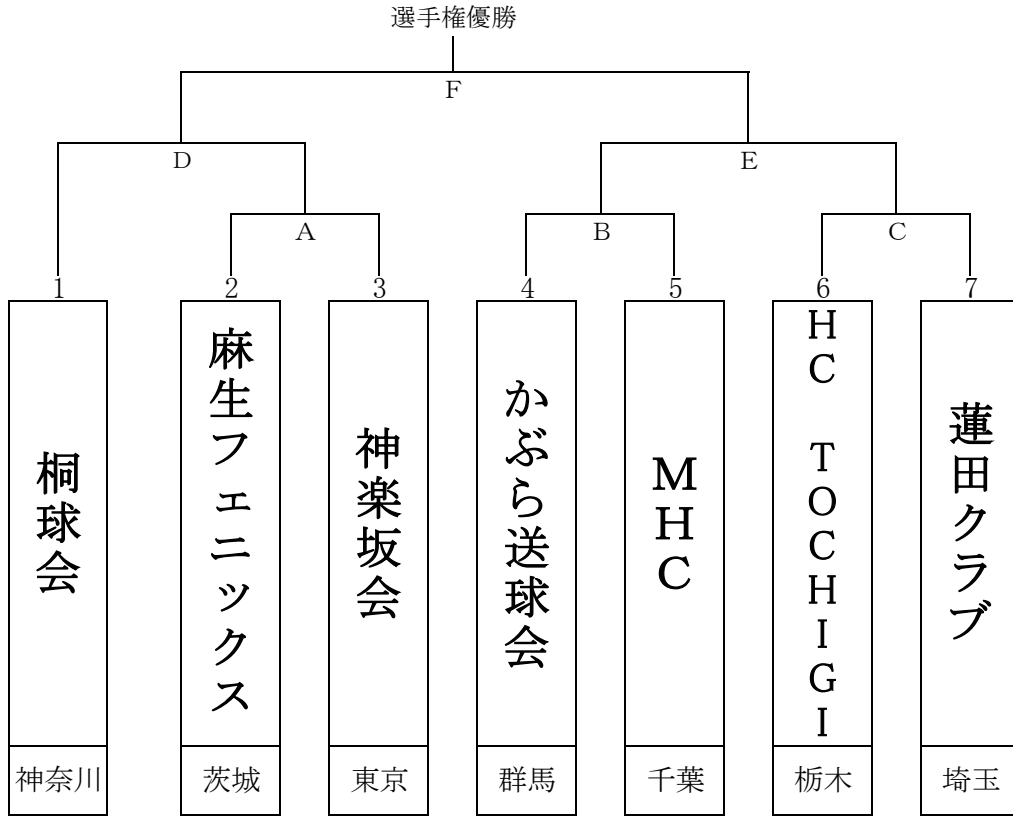 選手権優勝
F
D
E
A
B
C
1
2
3
4
5
6
7
桐球会
麻生フェニックス
神楽坂会
かぶら送球会
MHC
HC TOCHIGI
蓮田クラブ
神奈川
茨城
東京
群馬
千葉
栃木
埼玉